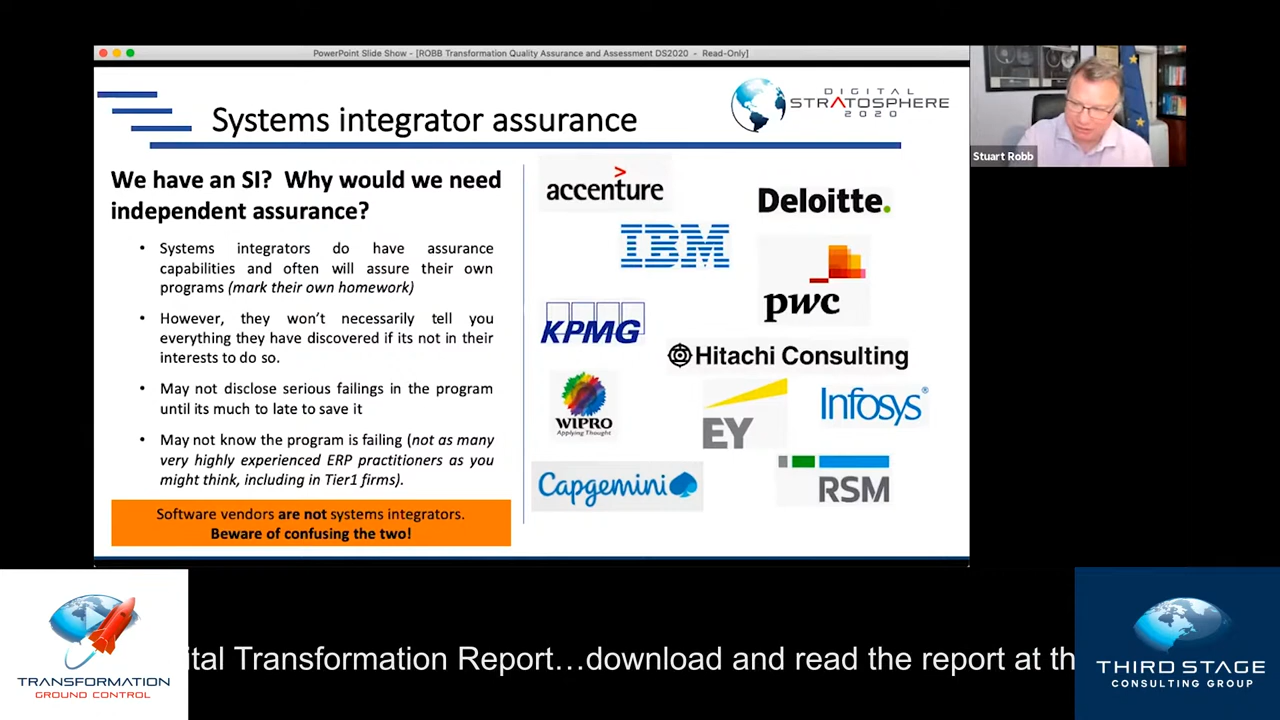 PowerPoint Slide Show - [ROBB Transformation Quality Assurance and Assessment DS2020 - Read-Only]
Systems integrator assurance
DIGITAL
STRATOSPHERE
2020
Stuart Robb
We have an SI? Why would we need
independent assurance?
• Systems integrators do have assurance
capabilities and often will assure their own
programs (mark their own homework)
• However, they won't necessarily tell you
everything they have discovered if its not in their
interests to do so.
• May not disclose serious failings in the program
until its much to late to save it
• May not know the program is failing (not as many
very highly experienced ERP practitioners as you
might think, including in Tier1 firms).
Software vendors are not systems integrators.
Beware of confusing the two!
accenture
Deloitte.
IBM
pwc
KPMG
Hitachi Consulting
WIPRO
Applying Thought
EY
Infosys®
Capgemini
RSM
TRANSFORMATION
GROUND CONTROL
ital Transformation Report...download and read the report at th
THIRD STAGE
CONSULTING GROUP